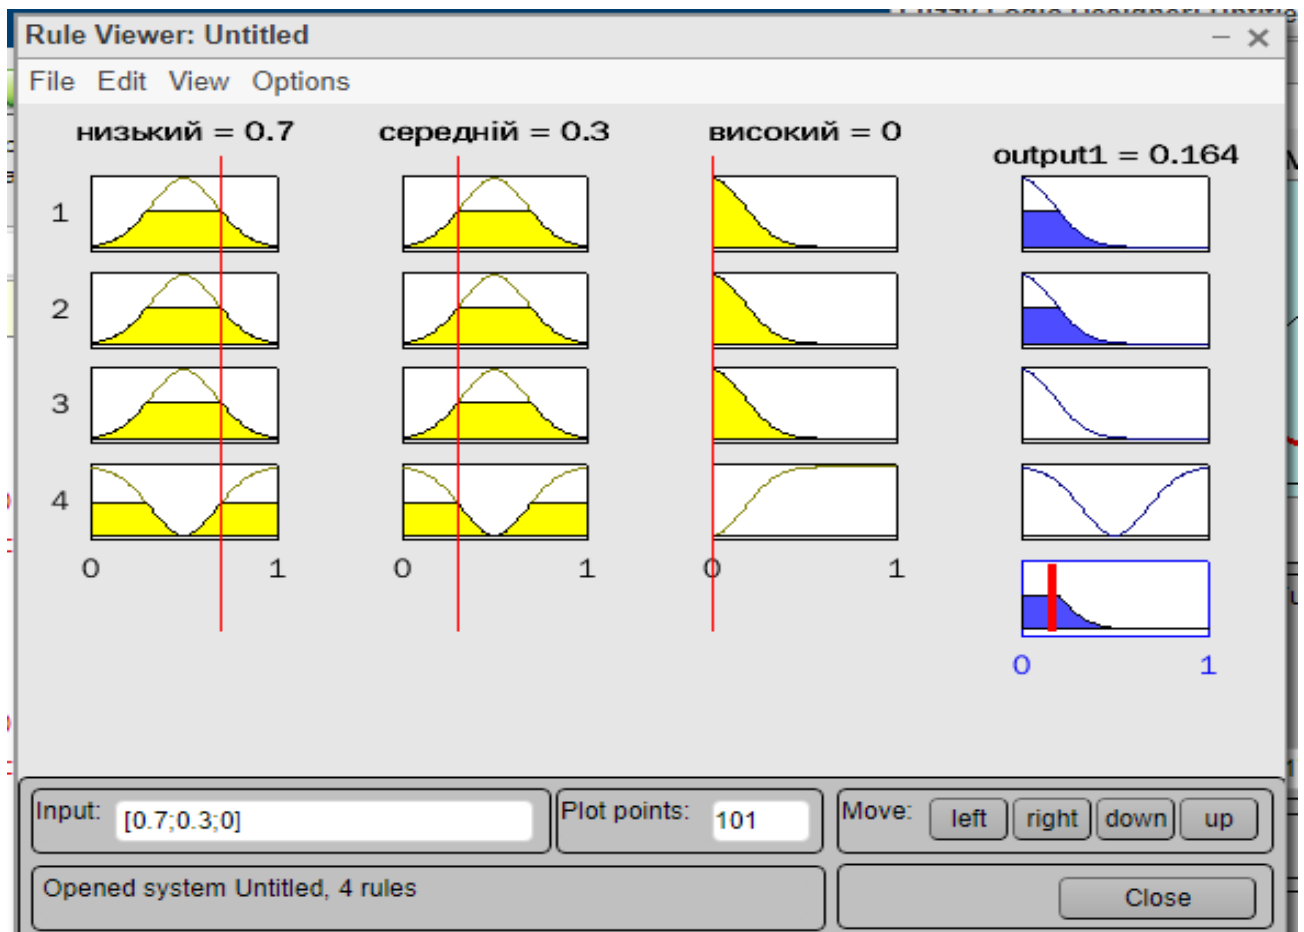 Rule Viewer: Untitled
File Edit View Options
низький = 0.7
середній = 0.3
високий = 0
output1 = 0.164
1
2
3
4
0 1
0 1
0 1
0 1
Input: [0.7;0.3;0]
Plot points: 101
Move: left right down up
Opened system Untitled, 4 rules
Close